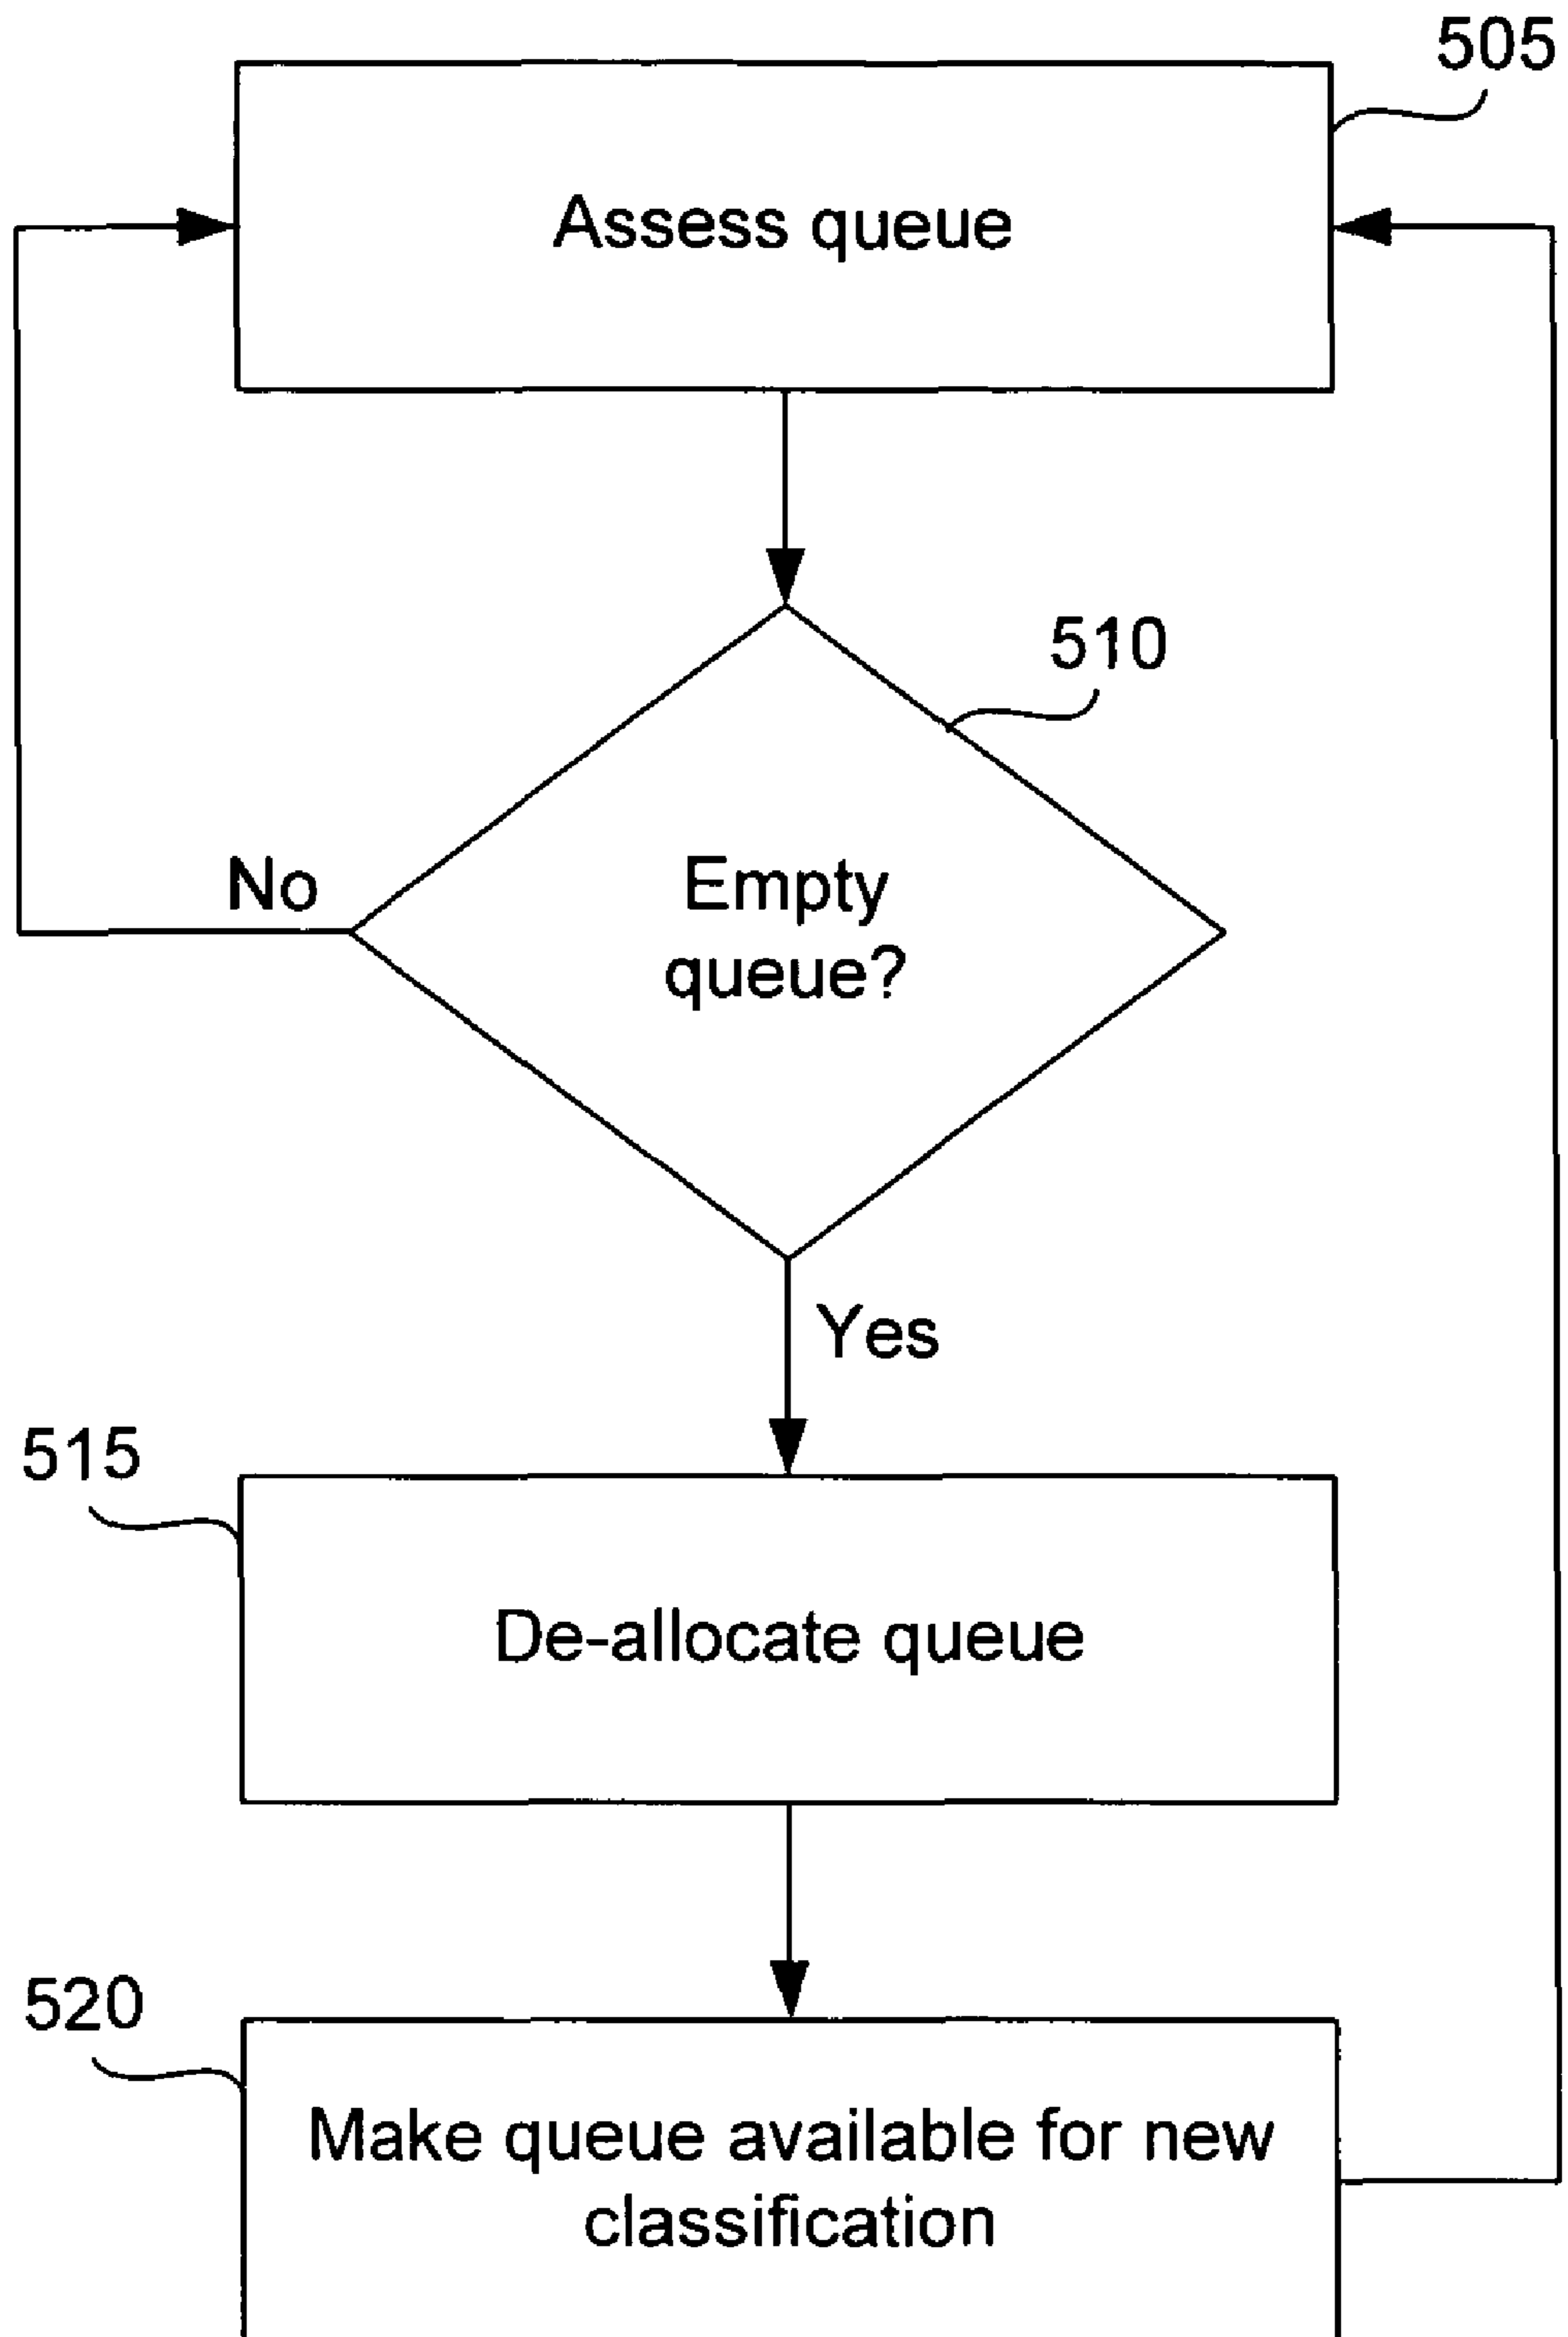 505
Assess queue
510
Empty
queue?
No
Yes
515
De-allocate queue
520
Make queue available for new
classification